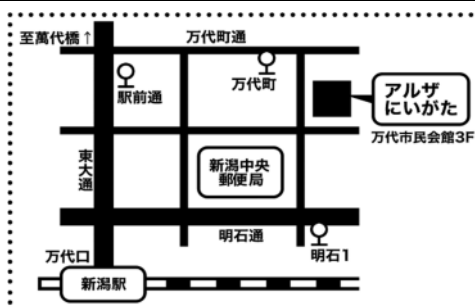 至萬代橋↑
万代町通
駅前通
万代町
アルザ
にいがた
万代市民会館3F
東大通
新潟中央
郵便局
明石通
万代口
明石1
新潟駅